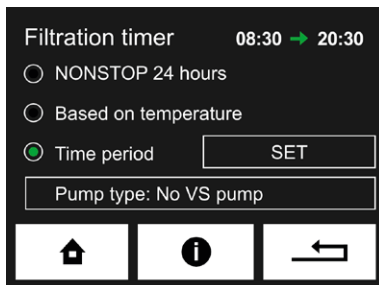 Filtration timer 08:30 → 20:30
NONSTOP 24 hours
Based on temperature
Time period SET
Pump type: No VS pump